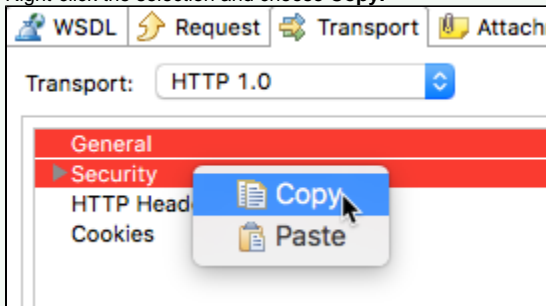 Right-click the selection and choose Copy.
WSDL Request Transport Attach
Transport: HTTP 1.0
General
Security
HTTP Head
Cookies
Copy
Paste